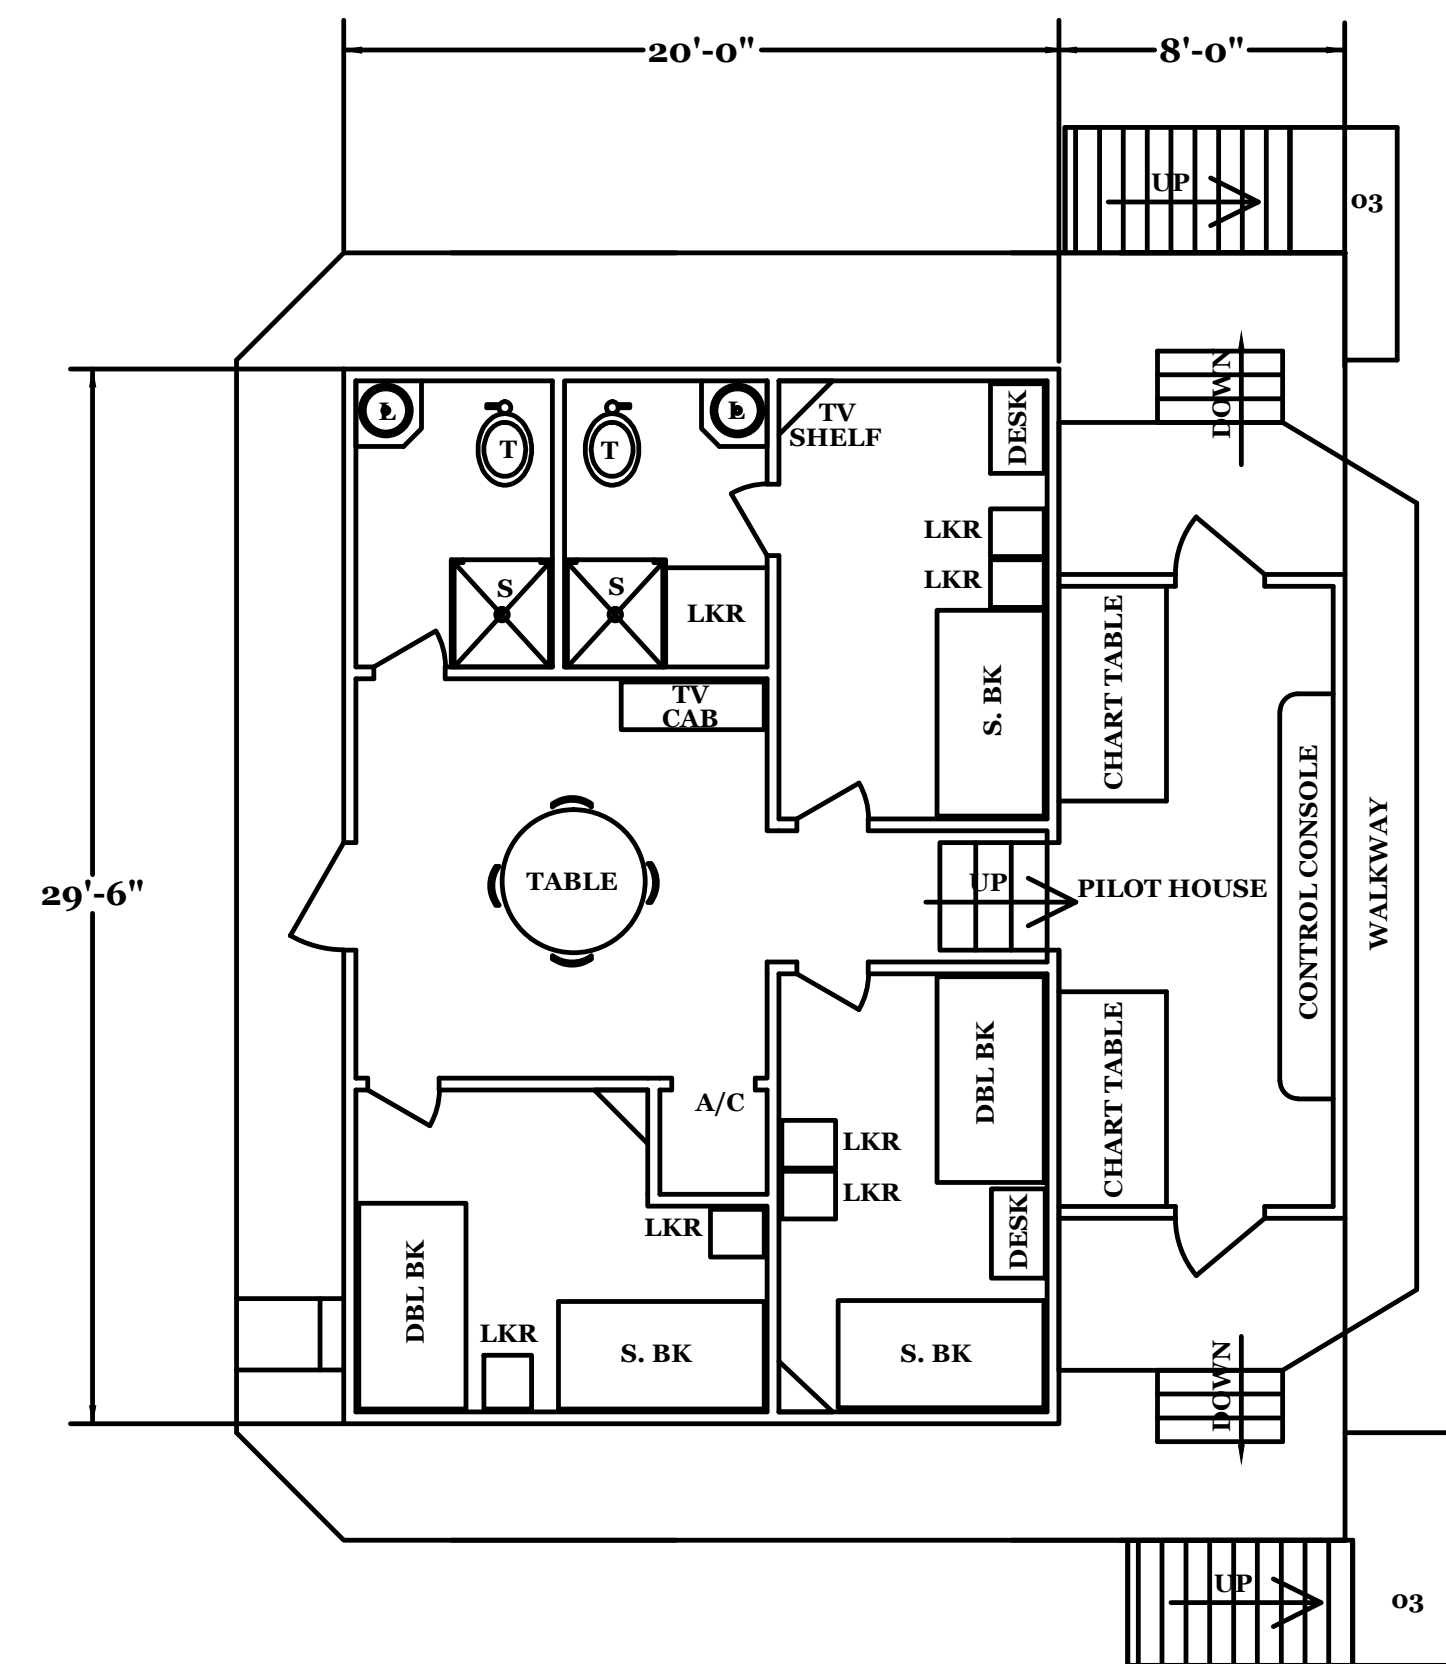 20'-0"
8'-0"
UP
03
DOWN
L
T
T
L
TV
SHELF
DESK
LKR
LKR
S
S
LKR
TV
CAB
S. BK
CHART TABLE
TABLE
UP
PILOT HOUSE
CONTROL CONSOLE
WALKWAY
29'-6"
A/C
DBL BK
CHART TABLE
LKR
LKR
LKR
DESK
DBL BK
LKR
S. BK
S. BK
DOWN
UP
03